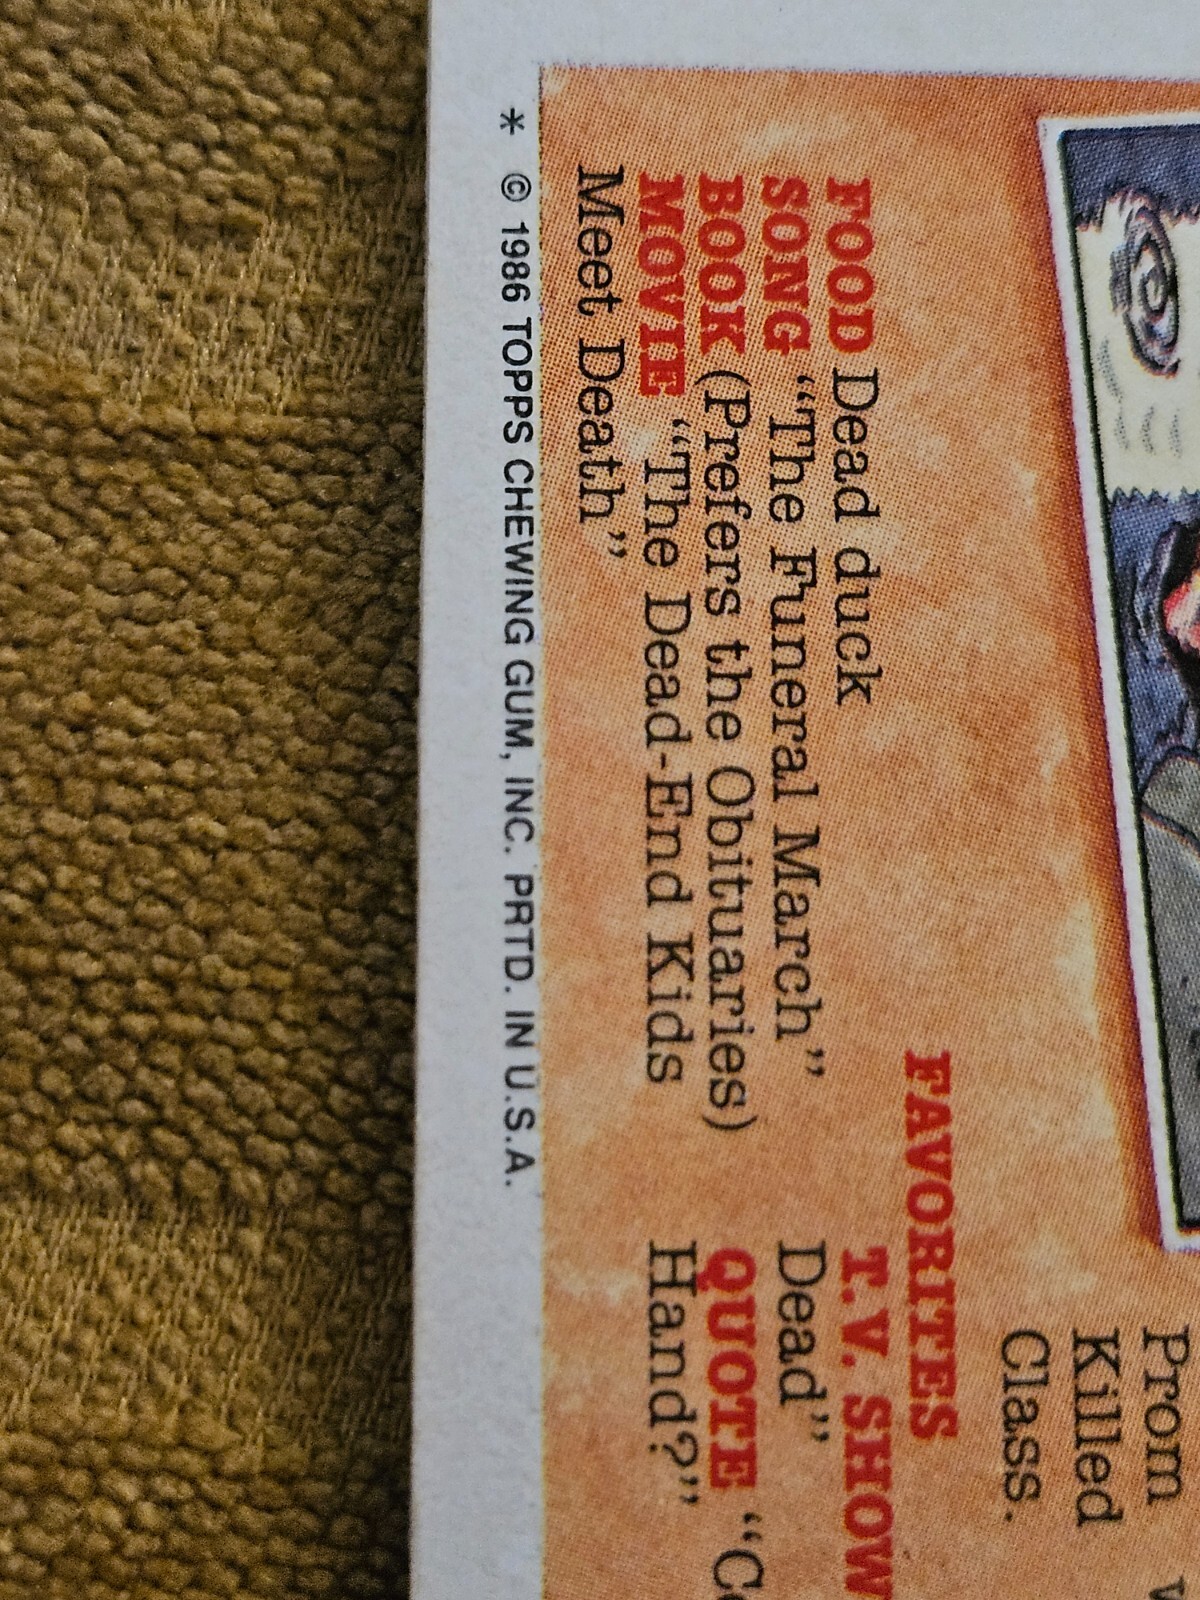 Prom
Killed
Class.
FAVORITES
FOOD Dead duck
SONG "The Funeral March"
BOOK (Prefers the Obituaries)
MOVIE "The Dead-End Kids
Meet Death"
T.V. SHOW
Dead"
QUOTE
Hand?"
* © 1986 TOPPS CHEWING GUM, INC. PRTD. IN U.S.A.